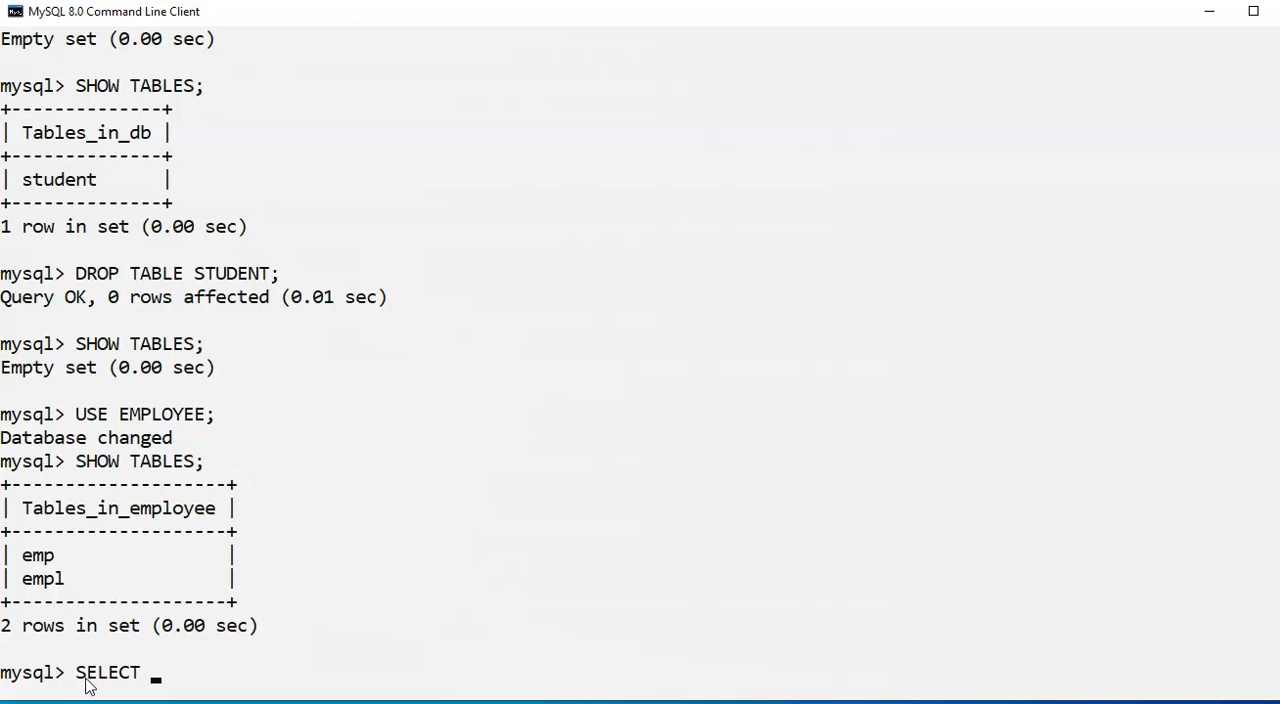 MySQL 8.0 Command Line Client
Empty set (0.00 sec)
mysql> SHOW TABLES;
+--------------+
| Tables_in_db |
+--------------+
| student      |
+--------------+
1 row in set (0.00 sec)
mysql> DROP TABLE STUDENT;
Query OK, 0 rows affected (0.01 sec)
mysql> SHOW TABLES;
Empty set (0.00 sec)
mysql> USE EMPLOYEE;
Database changed
mysql> SHOW TABLES;
+--------------------+
| Tables_in_employee |
+--------------------+
| emp                |
| empl               |
+--------------------+
2 rows in set (0.00 sec)
mysql> SELECT _